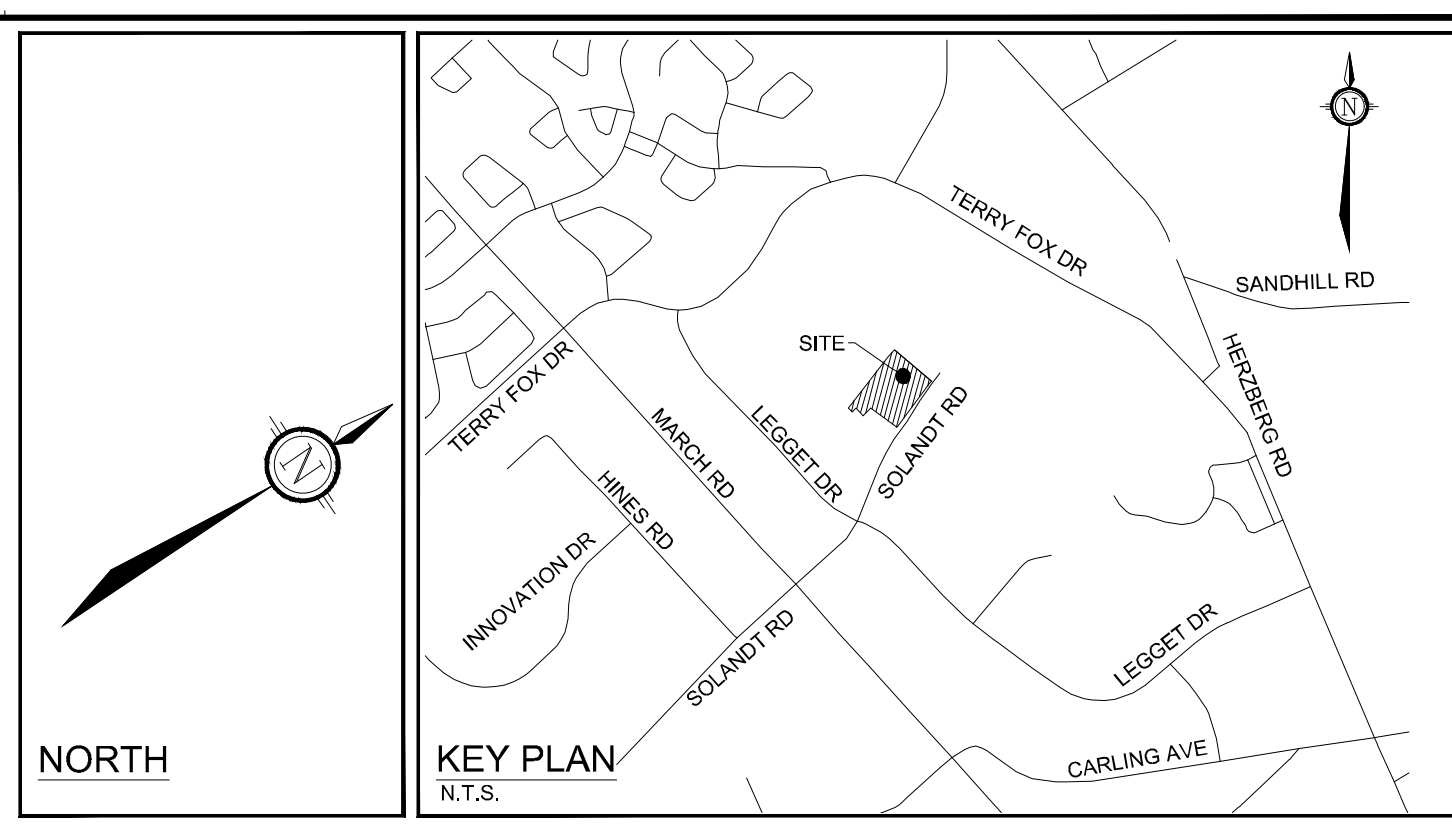 N
NORTH
N
TERRY FOX DR
SANDHILL RD
SITE
HERZBERG RD
TERRY FOX DR
MARCH RD
LEGGET DR
SOLANDT RD
HINES RD
INNOVATION DR
SOLANDT RD
LEGGET DR
CARLING AVE
KEY PLAN
N.T.S.